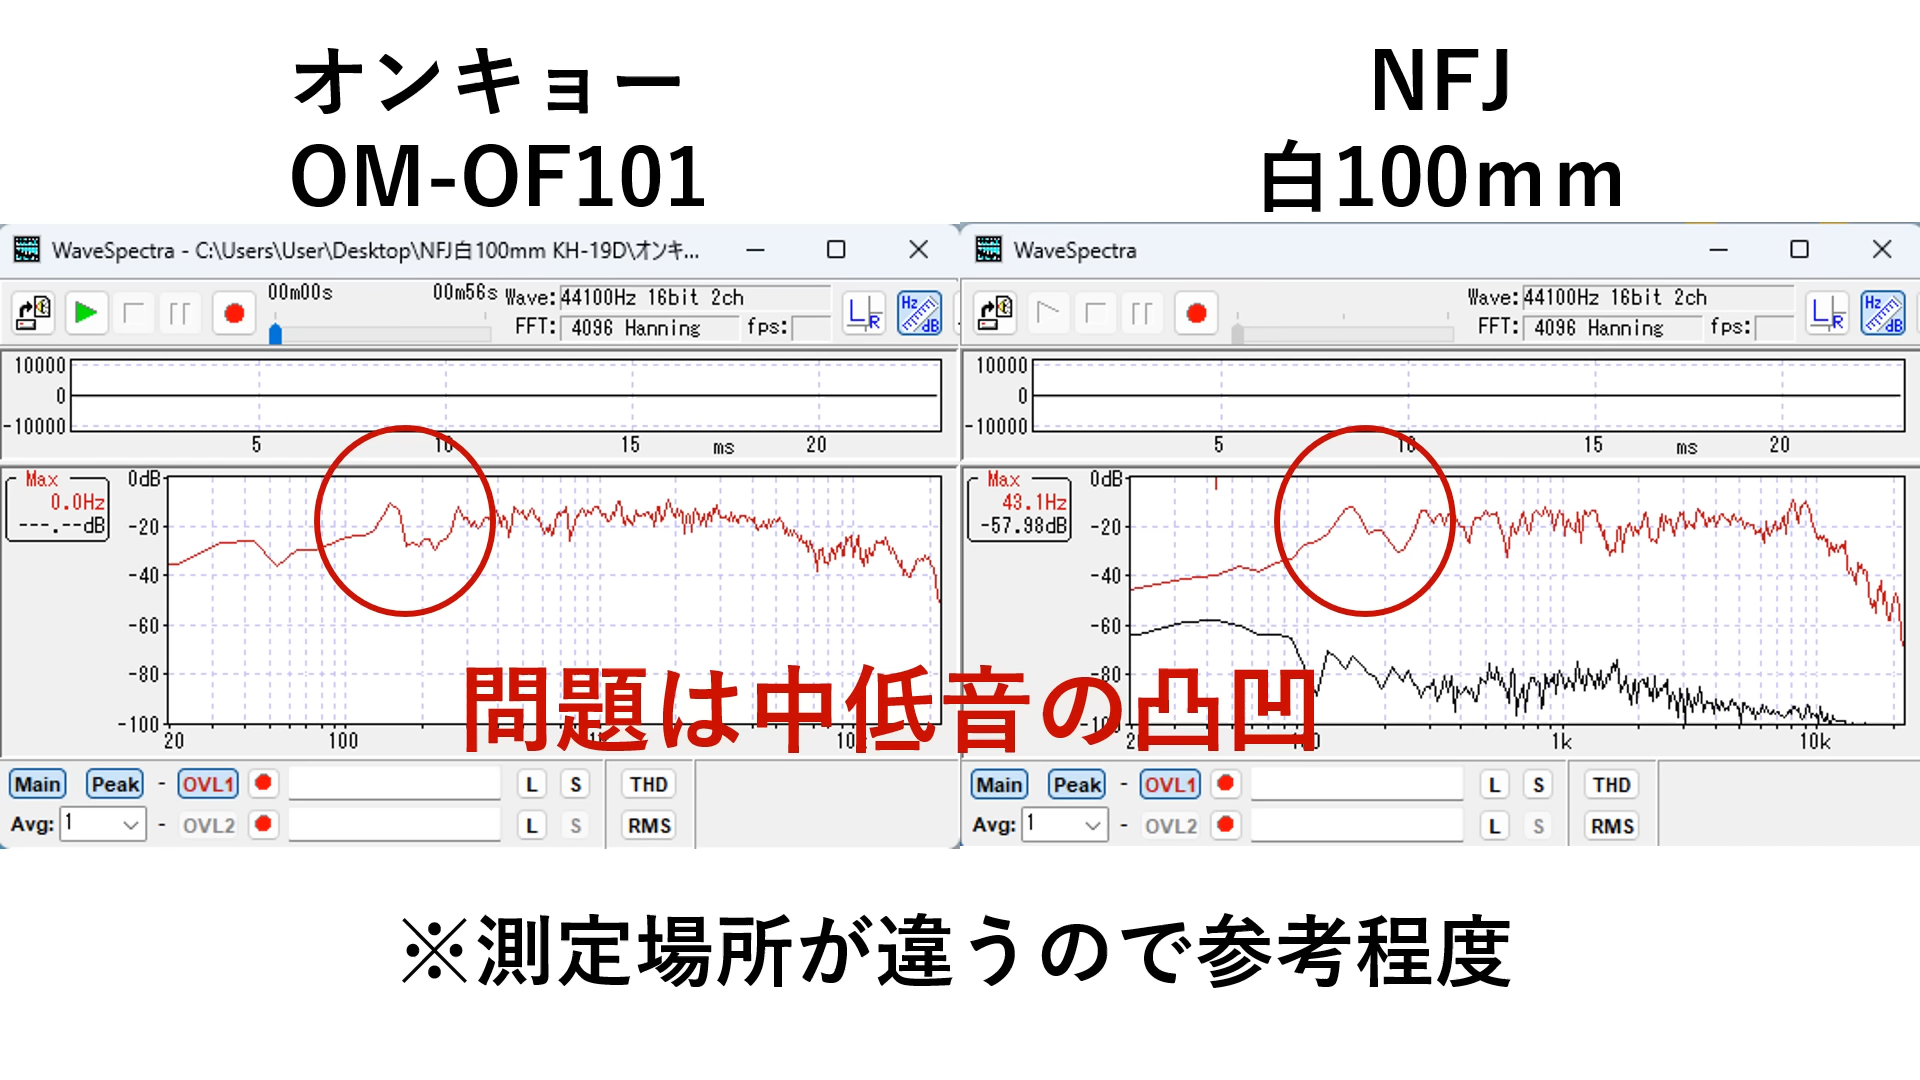 オンキョー
OM-OF101
NFJ
白100mm
WaveSpectra - C:\Users\User\Desktop\NFJ白100mm KH-19D\オンキ...
00m00s 00m56s
Wave: 44100Hz 16bit 2ch
FFT: 4096 Hanning fps:
L R
Hz dB
10000
0
-10000
5 10 15 ms 20
Max
0.0Hz
---.--dB
0dB
-20
-40
-60
-80
-100
20 100 10k
Main Peak - OVL1 L S THD
Avg: 1 - OVL2 L S RMS
WaveSpectra
Wave: 44100Hz 16bit 2ch
FFT: 4096 Hanning fps:
L R
Hz dB
10000
0
-10000
5 10 15 ms 20
Max
43.1Hz
-57.98dB
0dB
-20
-40
-60
-80
1k 10k
Main Peak - OVL1 L S THD
Avg: 1 - OVL2 L S RMS
問題は中低音の凸凹
※測定場所が違うので参考程度